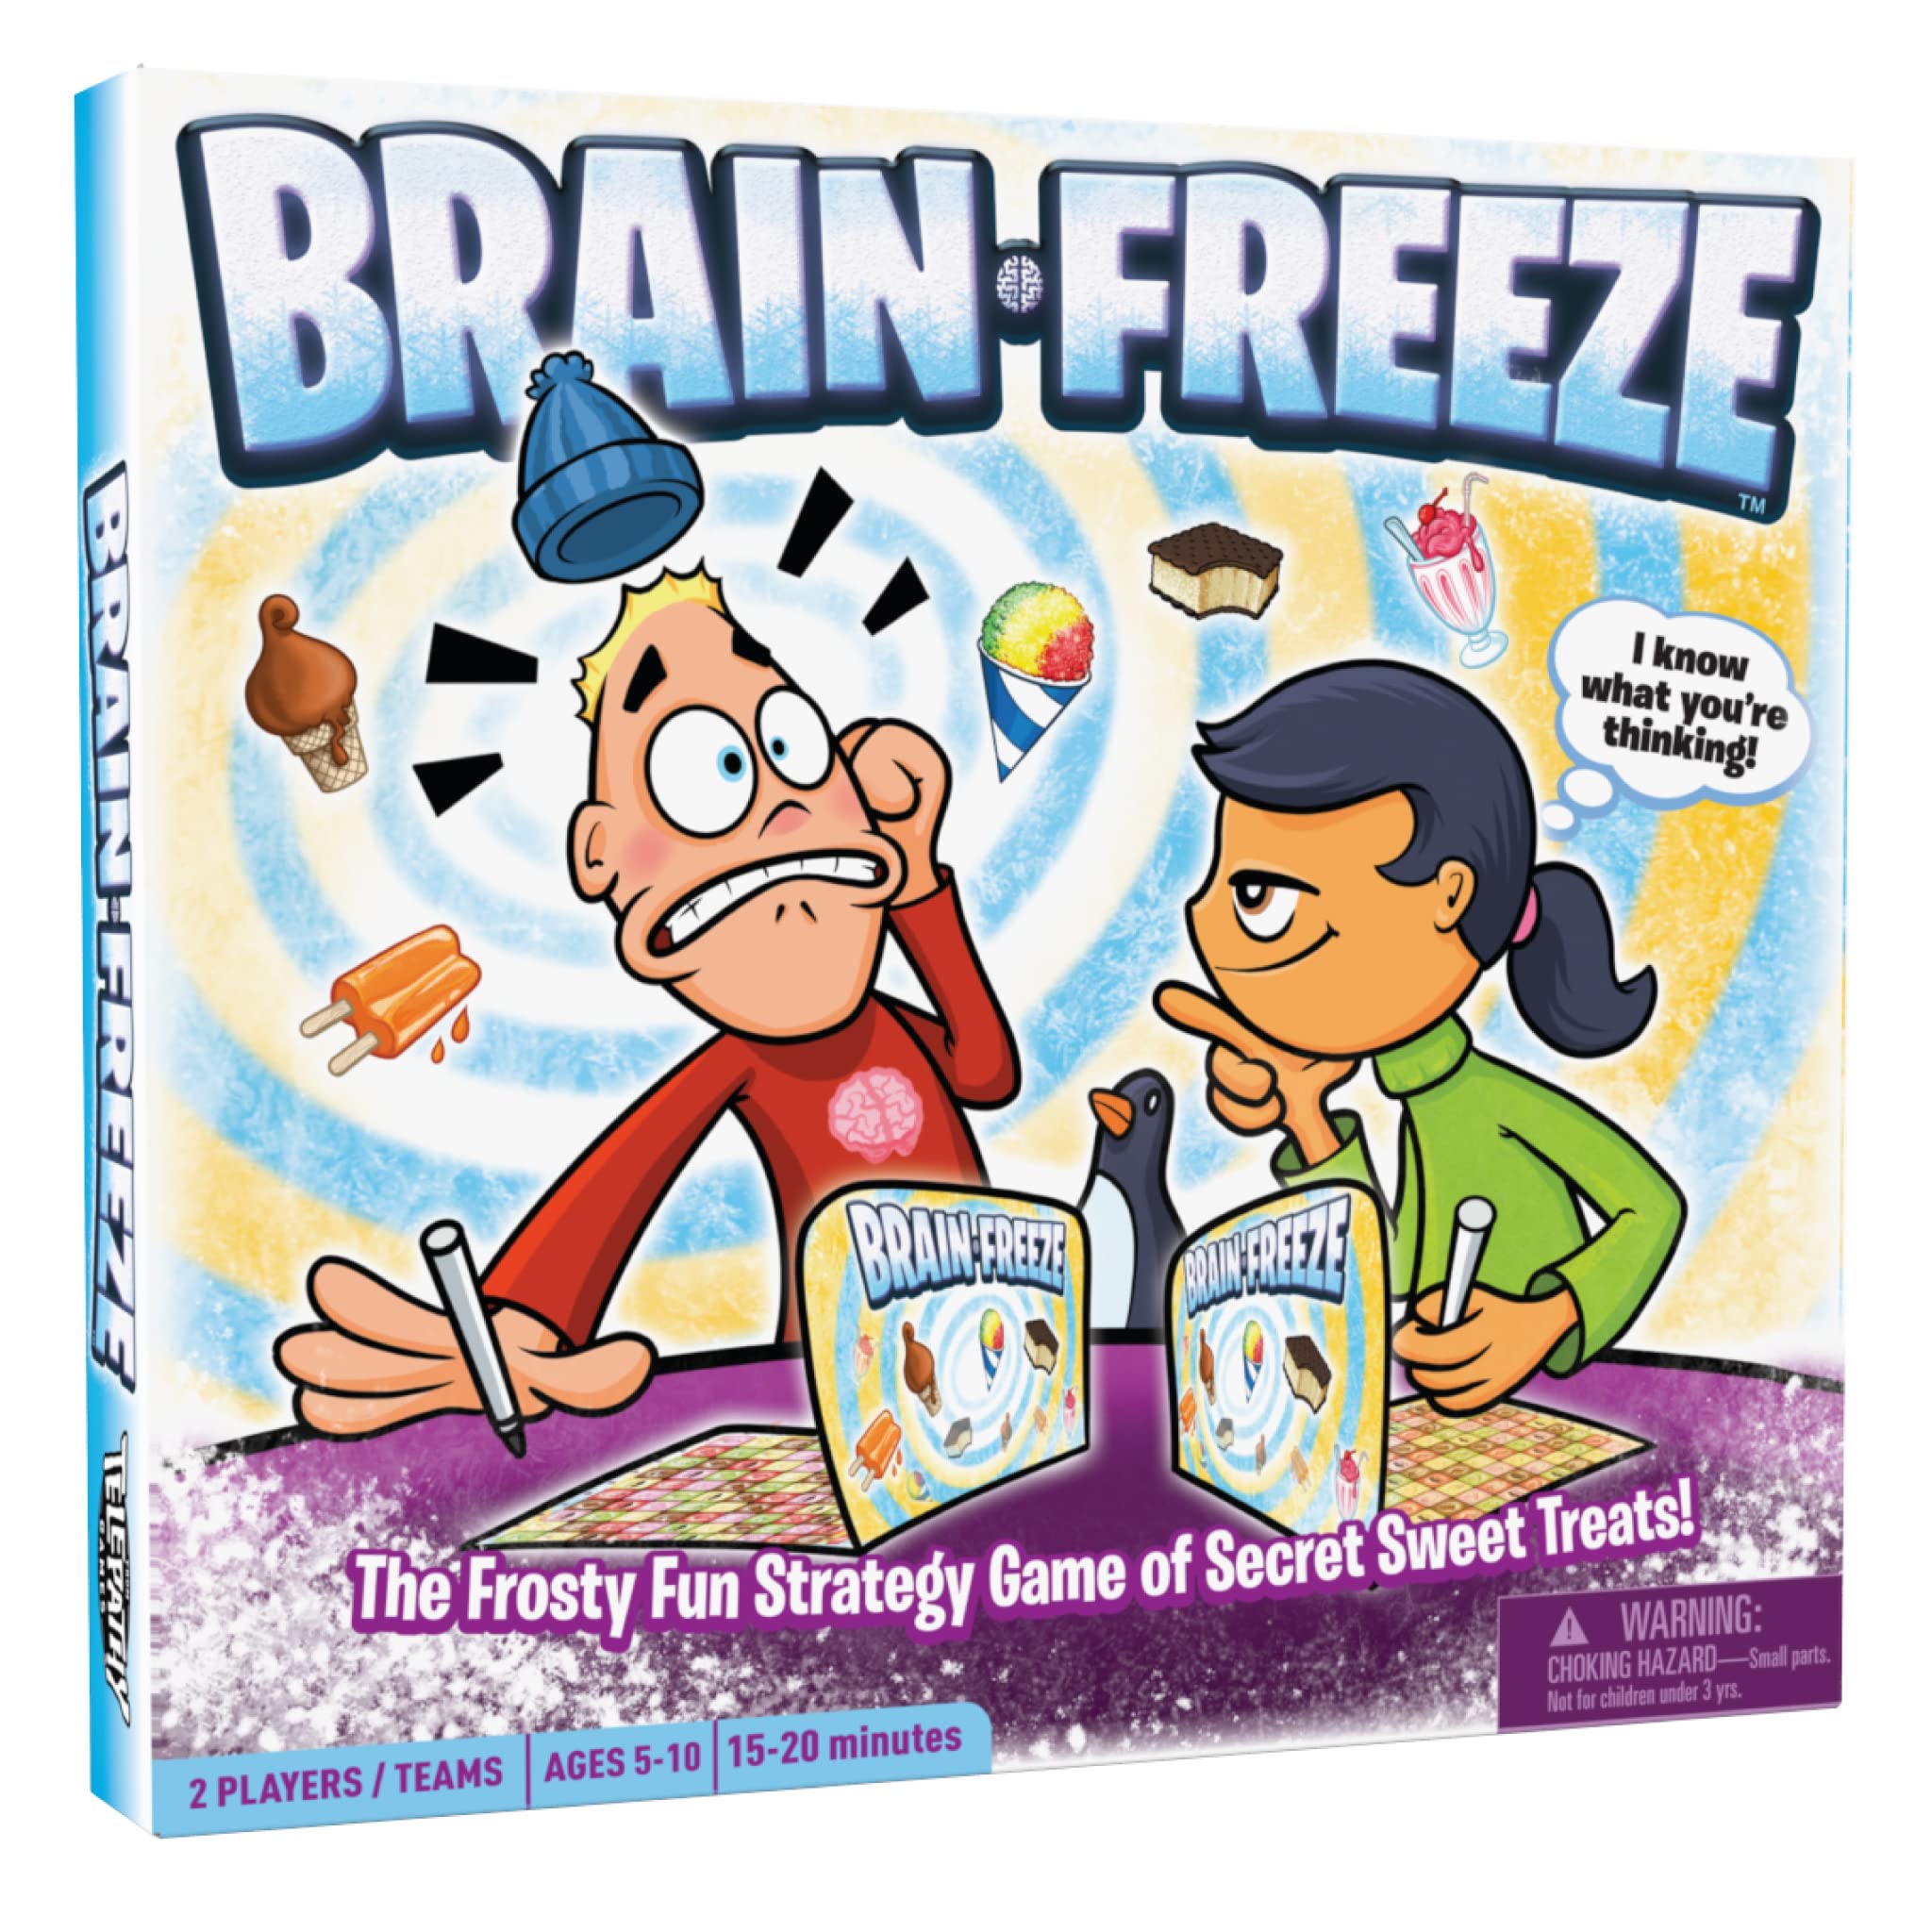 BRAIN FREEZE
TM
I know
what you're
thinking!
BRAIN FREEZE
BRAIN FREEZE
BRAIN FREEZE
The Frosty Fun Strategy Game of Secret Sweet Treats!
WARNING:
CHOKING HAZARD—Small parts.
Not for children under 3 yrs.
2 PLAYERS / TEAMS
AGES 5-10
15-20 minutes
TELEPATHY
GAMES